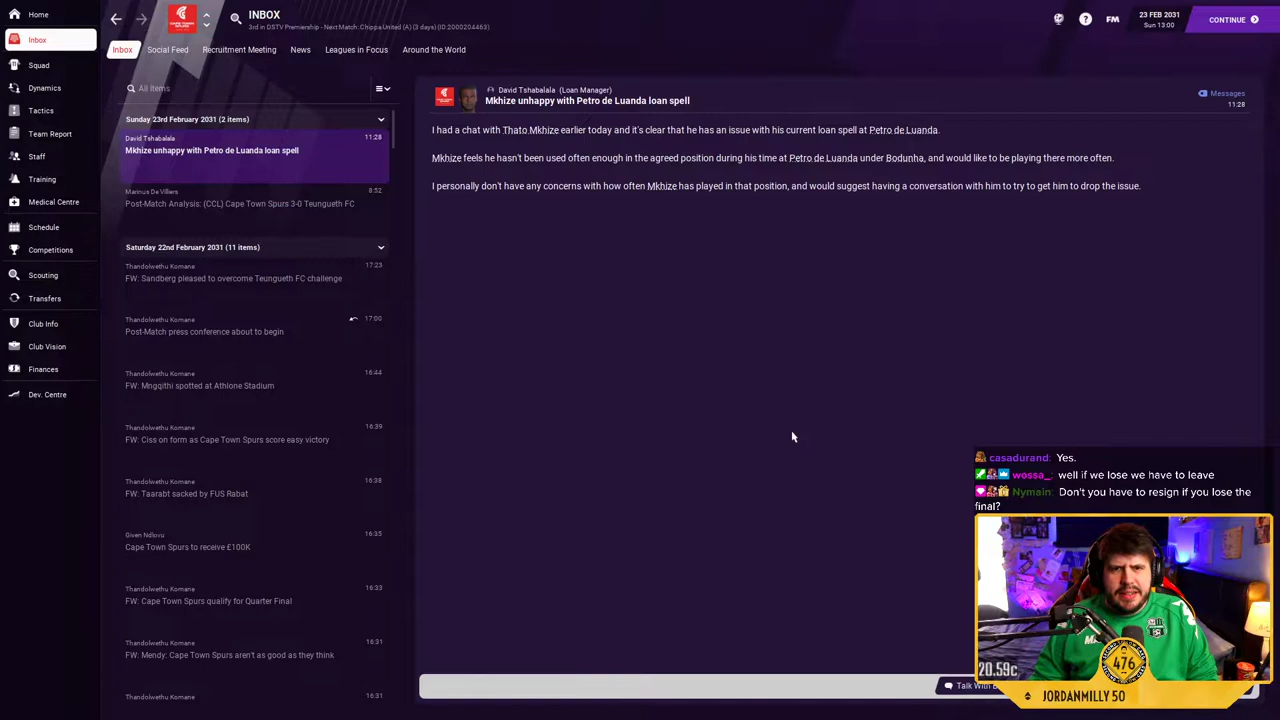 Home
INBOX
3rd in GSTV Premiership - Next Match: Chippa United (A) (3 days) (ID:2000204463)
FM
23 FEB 2031
Sun 13:00
CONTINUE
Inbox
Squad
Dynamics
Tactics
Team Report
Staff
Training
Medical Centre
Schedule
Competitions
Scouting
Transfers
Club Info
Club Vision
Finances
Dev. Centre
Inbox
Social Feed
Recruitment Meeting
News
Leagues in Focus
Around the World
All Items
Sunday 23rd February 2031 (2 items)
David Tshabalala
11:28
Mkhize unhappy with Petro de Luanda loan spell
Marinus De Villiers
8:52
Post-Match Analysis: (CCL) Cape Town Spurs 3-0 Teungueth FC
Saturday 22nd February 2031 (11 items)
Thandolwethu Komane
17:23
FW: Sandberg pleased to overcome Teungueth FC challenge
Thandolwethu Komane
17:00
Post-Match press conference about to begin
Thandolwethu Komane
16:44
FW: Mngqithi spotted at Athlone Stadium
Thandolwethu Komane
16:39
FW: Ciss on form as Cape Town Spurs score easy victory
Thandolwethu Komane
16:38
FW: Taarabt sacked by FUS Rabat
Given Ndlovu
16:35
Cape Town Spurs to receive £100K
Thandolwethu Komane
16:33
FW: Cape Town Spurs qualify for Quarter Final
Thandolwethu Komane
16:31
FW: Mendy: Cape Town Spurs aren't as good as they think
Thandolwethu Komane
16:31
David Tshabalala (Loan Manager)
Mkhize unhappy with Petro de Luanda loan spell
Messages
11:28
I had a chat with Thato Mkhize earlier today and it's clear that he has an issue with his current loan spell at Petro de Luanda.
Mkhize feels he hasn't been used often enough in the agreed position during his time at Petro de Luanda under Bodunha, and would like to be playing there more often.
I personally don't have any concerns with how often Mkhize has played in that position, and would suggest having a conversation with him to try to get him to drop the issue.
casadurand: Yes.
wossa_: well if we lose we have to leave
Nymain: Don't you have to resign if you lose the
final?
Talk With
476
20.59c
JORDANMILLY 50